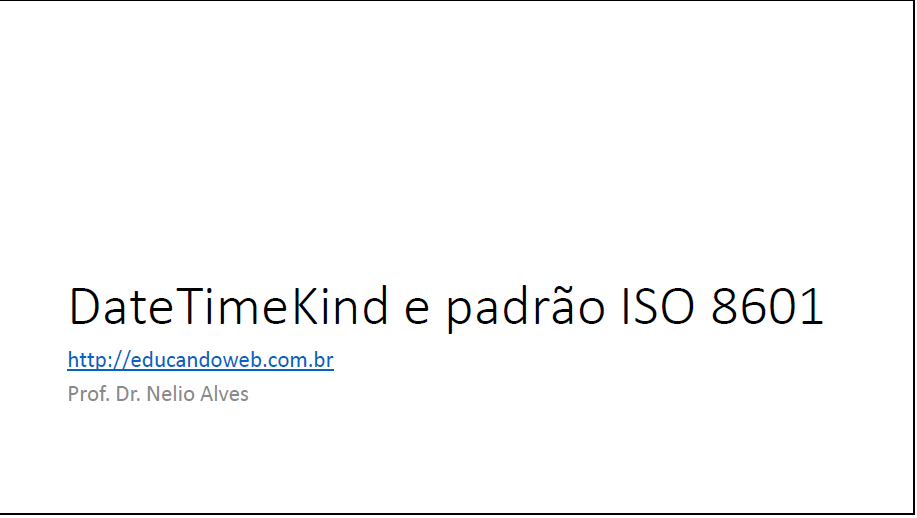 DateTimeKind e padrão ISO 8601
http://educandoweb.com.br
Prof. Dr. Nelio Alves